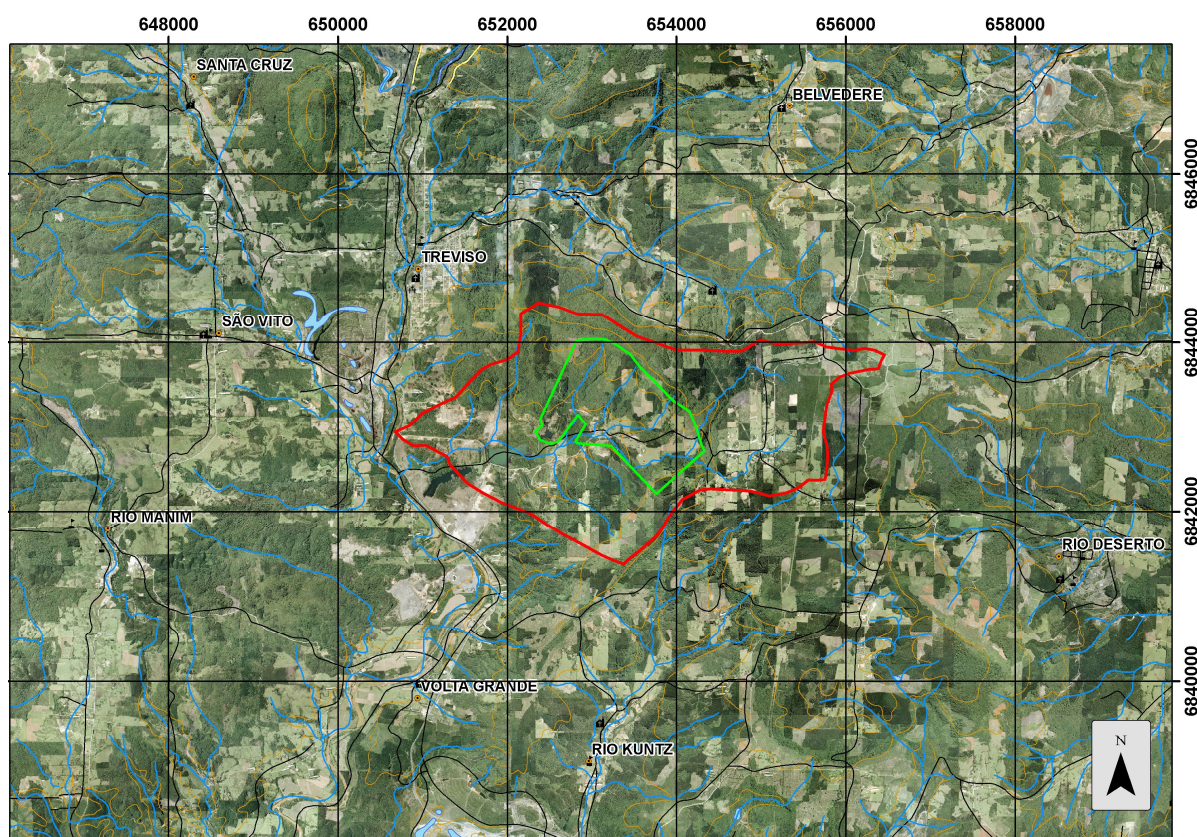 648000 650000 652000 654000 656000 658000
SANTA CRUZ
BELVEDERE
6846000
TREVISO
SÃO VITO
6844000
6842000
RIO MANIM
RIO DESERTO
6840000
VOLTA GRANDE
N
RIO KUNTZ